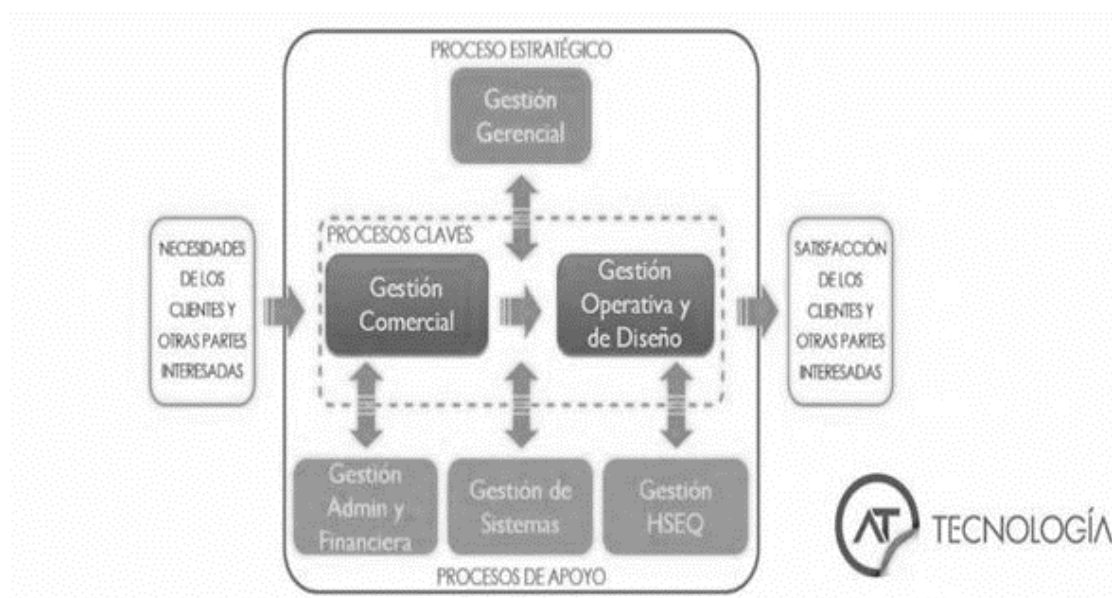 PROCESO ESTRATÉGICO
Gestión
Gerencial
NECESIDADES
DE LOS
CLIENTES Y
OTRAS PARTES
INTERESADAS
PROCESOS CLAVES
Gestión
Comercial
Gestión
Operativa y
de Diseño
SATISFACCIÓN
DE LOS
CLIENTES Y
OTRAS PARTES
INTERESADAS
Gestión
Admin y
Financiera
Gestión de
Sistemas
Gestión
HSEQ
PROCESOS DE APOYO
AT TECNOLOGÍA